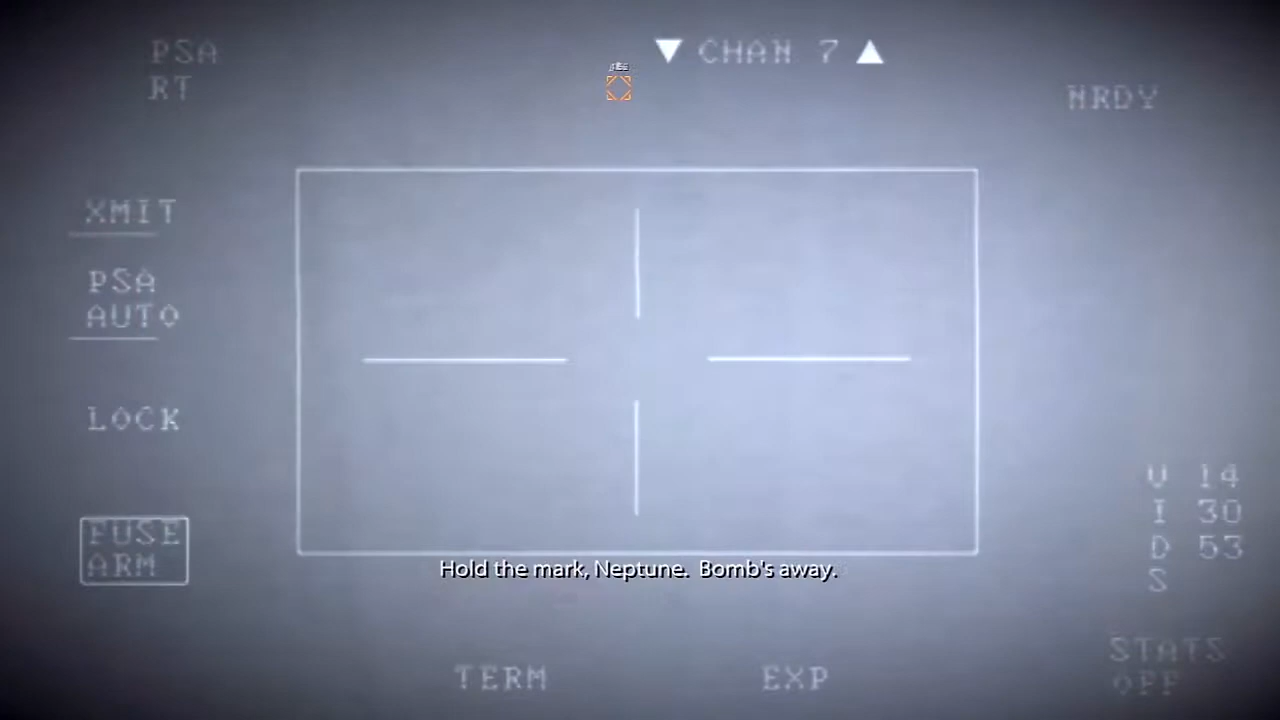 PSA
RT
▼ CHAN 7 ▲
NRDY
XMIT
PSA
AUTO
LOCK
FUSE
ARM
V 14
I 30
D 53
S
Hold the mark, Neptune. Bomb's away.
TERM
EXP
STATS
OFF